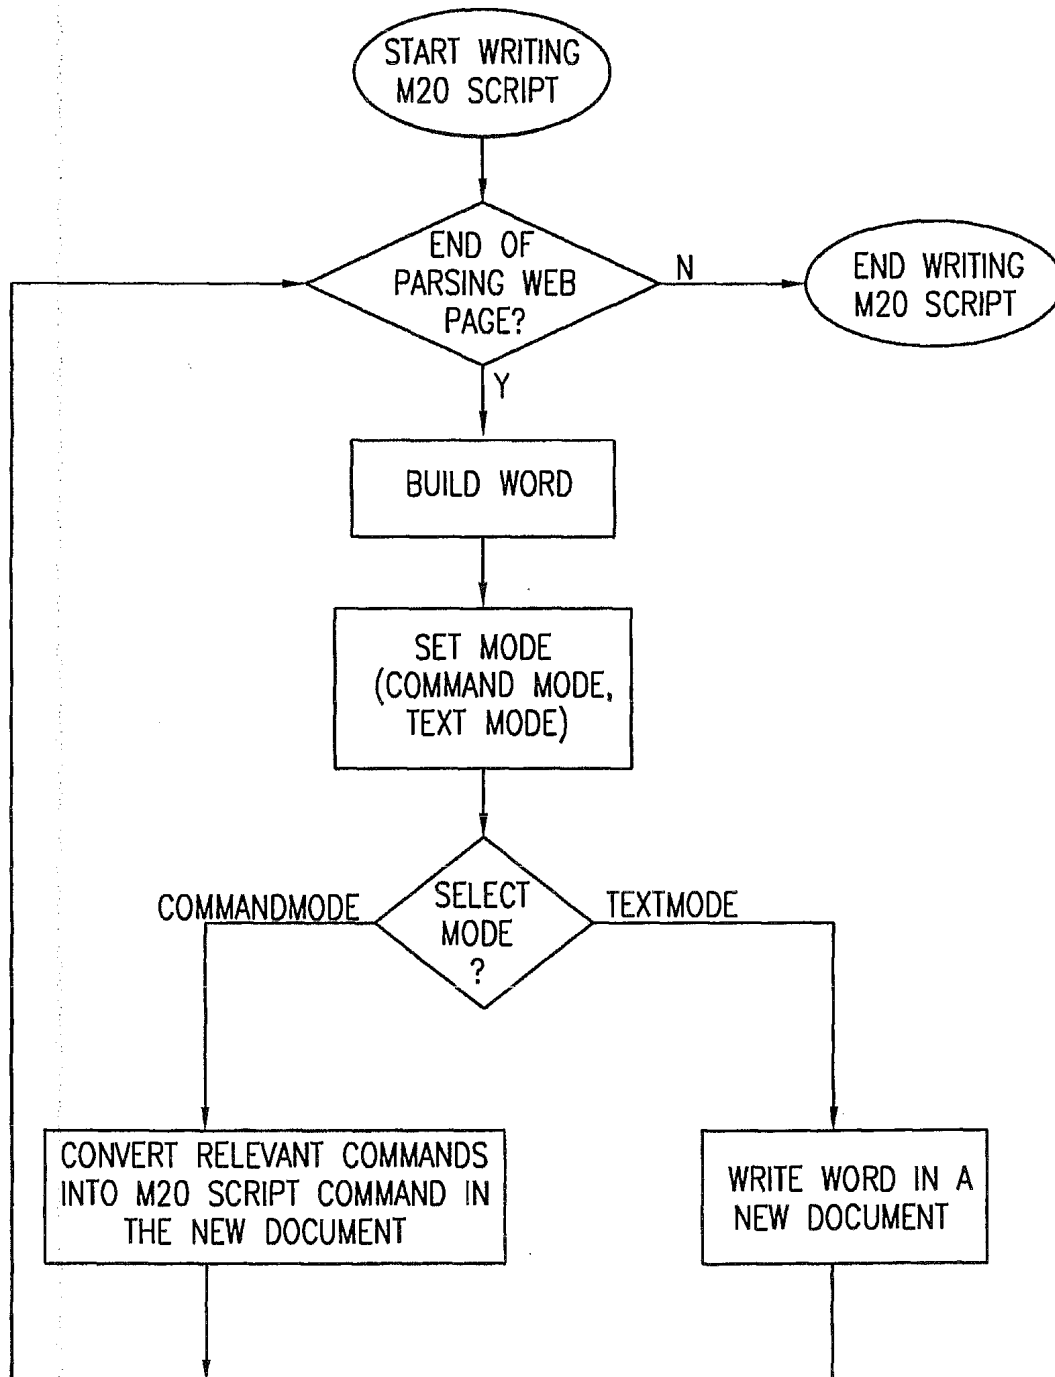 START WRITING
M20 SCRIPT
END OF
PARSING WEB
PAGE?
N
END WRITING
M20 SCRIPT
Y
BUILD WORD
SET MODE
(COMMAND MODE,
TEXT MODE)
COMMANDMODE
SELECT
MODE
?
TEXTMODE
CONVERT RELEVANT COMMANDS
INTO M20 SCRIPT COMMAND IN
THE NEW DOCUMENT
WRITE WORD IN A
NEW DOCUMENT